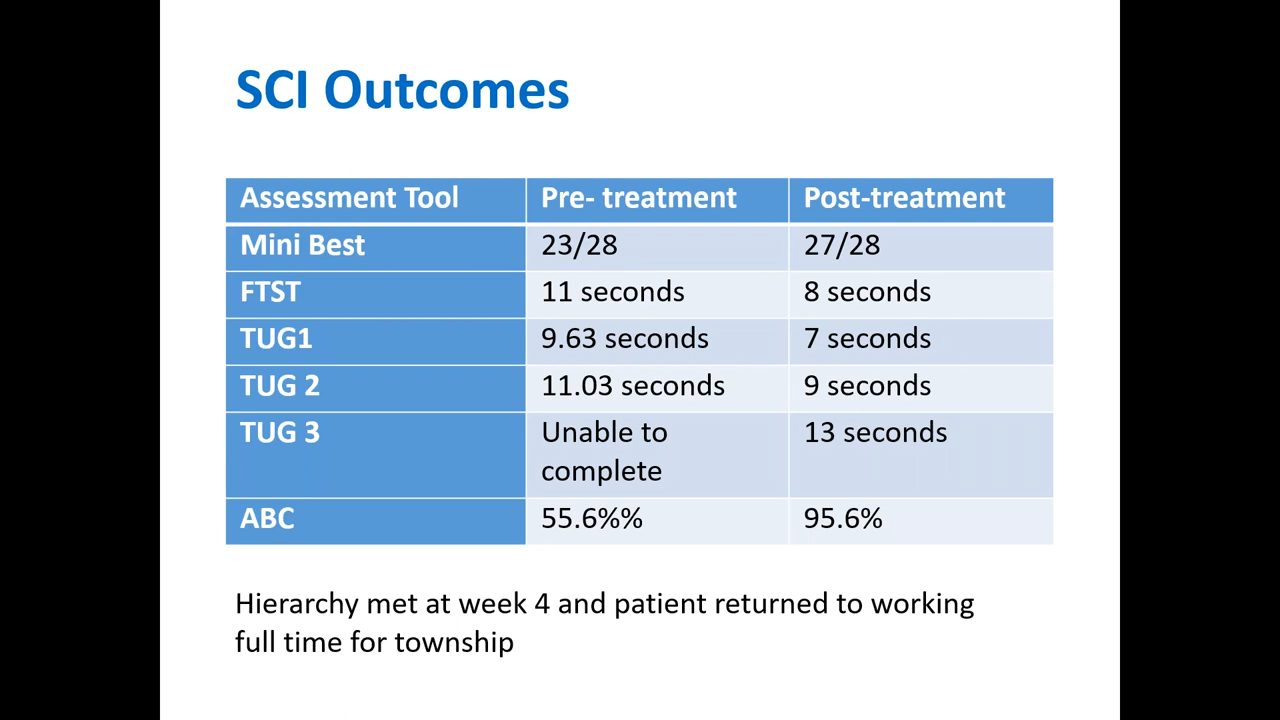 SCI Outcomes
Assessment Tool Pre- treatment Post-treatment
Mini Best 23/28 27/28
FTST 11 seconds 8 seconds
TUG1 9.63 seconds 7 seconds
TUG 2 11.03 seconds 9 seconds
TUG 3 Unable to complete 13 seconds
ABC 55.6%% 95.6%
Hierarchy met at week 4 and patient returned to working
full time for township